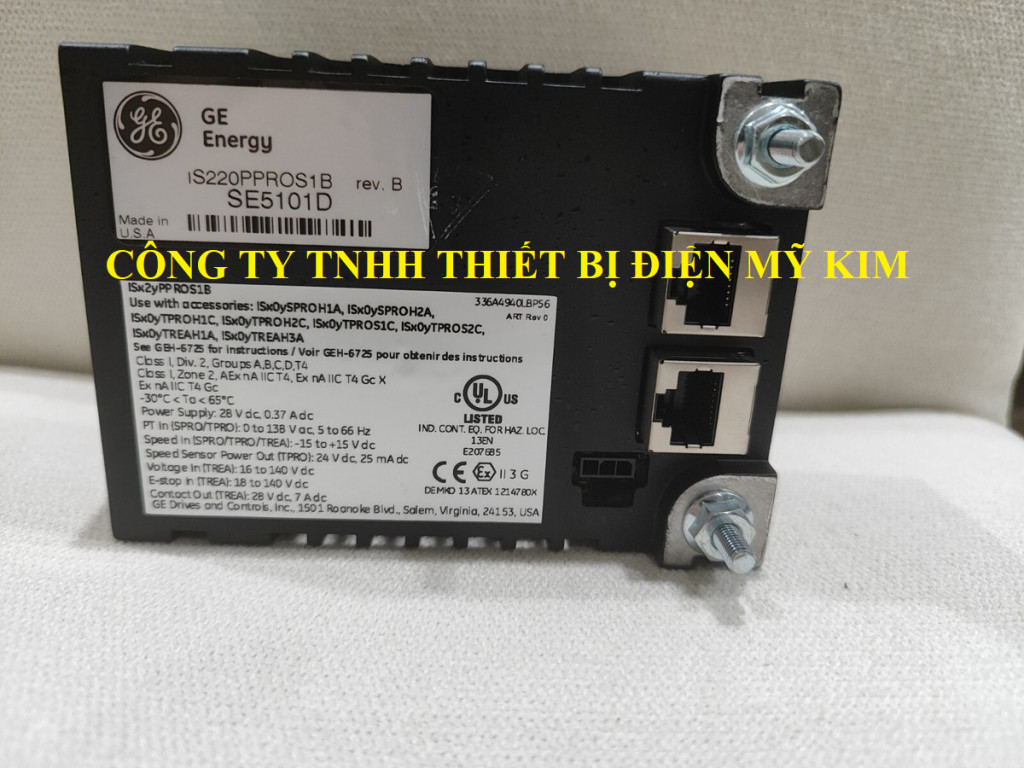 GE
Energy
IS220PPROS1B rev. B
SE5101D
Made in
U.S.A
CÔNG TY TNHH THIẾT BỊ ĐIỆN MỸ KIM
ISx2yPPROS1B
336A4940LBP56
ART Rev 0
Use with accessories: ISx0ySPROH1A, ISx0ySPROH2A,
ISx0yTPROH1C, ISx0yTPROH2C, ISx0yTPROS1C, ISx0yTPROS2C,
ISx0yTREAH1A, ISx0yTREAH3A
See GEH-6725 for instructions / Voir GEH-6725 pour obtenir des instructions
Class I, Div. 2, Groups A,B,C,D,T4
Class I, Zone 2, AEx nA IIC T4, Ex nA IIC T4 Gc X
Ex nA IIC T4 Gc
-30°C < Ta < 65°C
Power Supply: 28 V dc, 0.37 A dc
PT In (SPRO/TPRO): 0 to 138 V ac, 5 to 66 Hz
Speed In (SPRO/TPRO/TREA): -15 to +15 V dc
Speed Sensor Power Out (TPRO): 24 V dc, 25 mA dc
Voltage In (TREA): 16 to 140 V dc
E-stop In (TREA): 18 to 140 V dc
Contact Out (TREA): 28 V dc, 7 A dc
GE Drives and Controls, Inc., 1501 Roanoke Blvd., Salem, Virginia, 24153, USA
C UL US
LISTED
IND. CONT. EQ. FOR HAZ. LOC.
13EN
E207685
CE Ex II 3 G
DEMKO 13 ATEX 1214780X